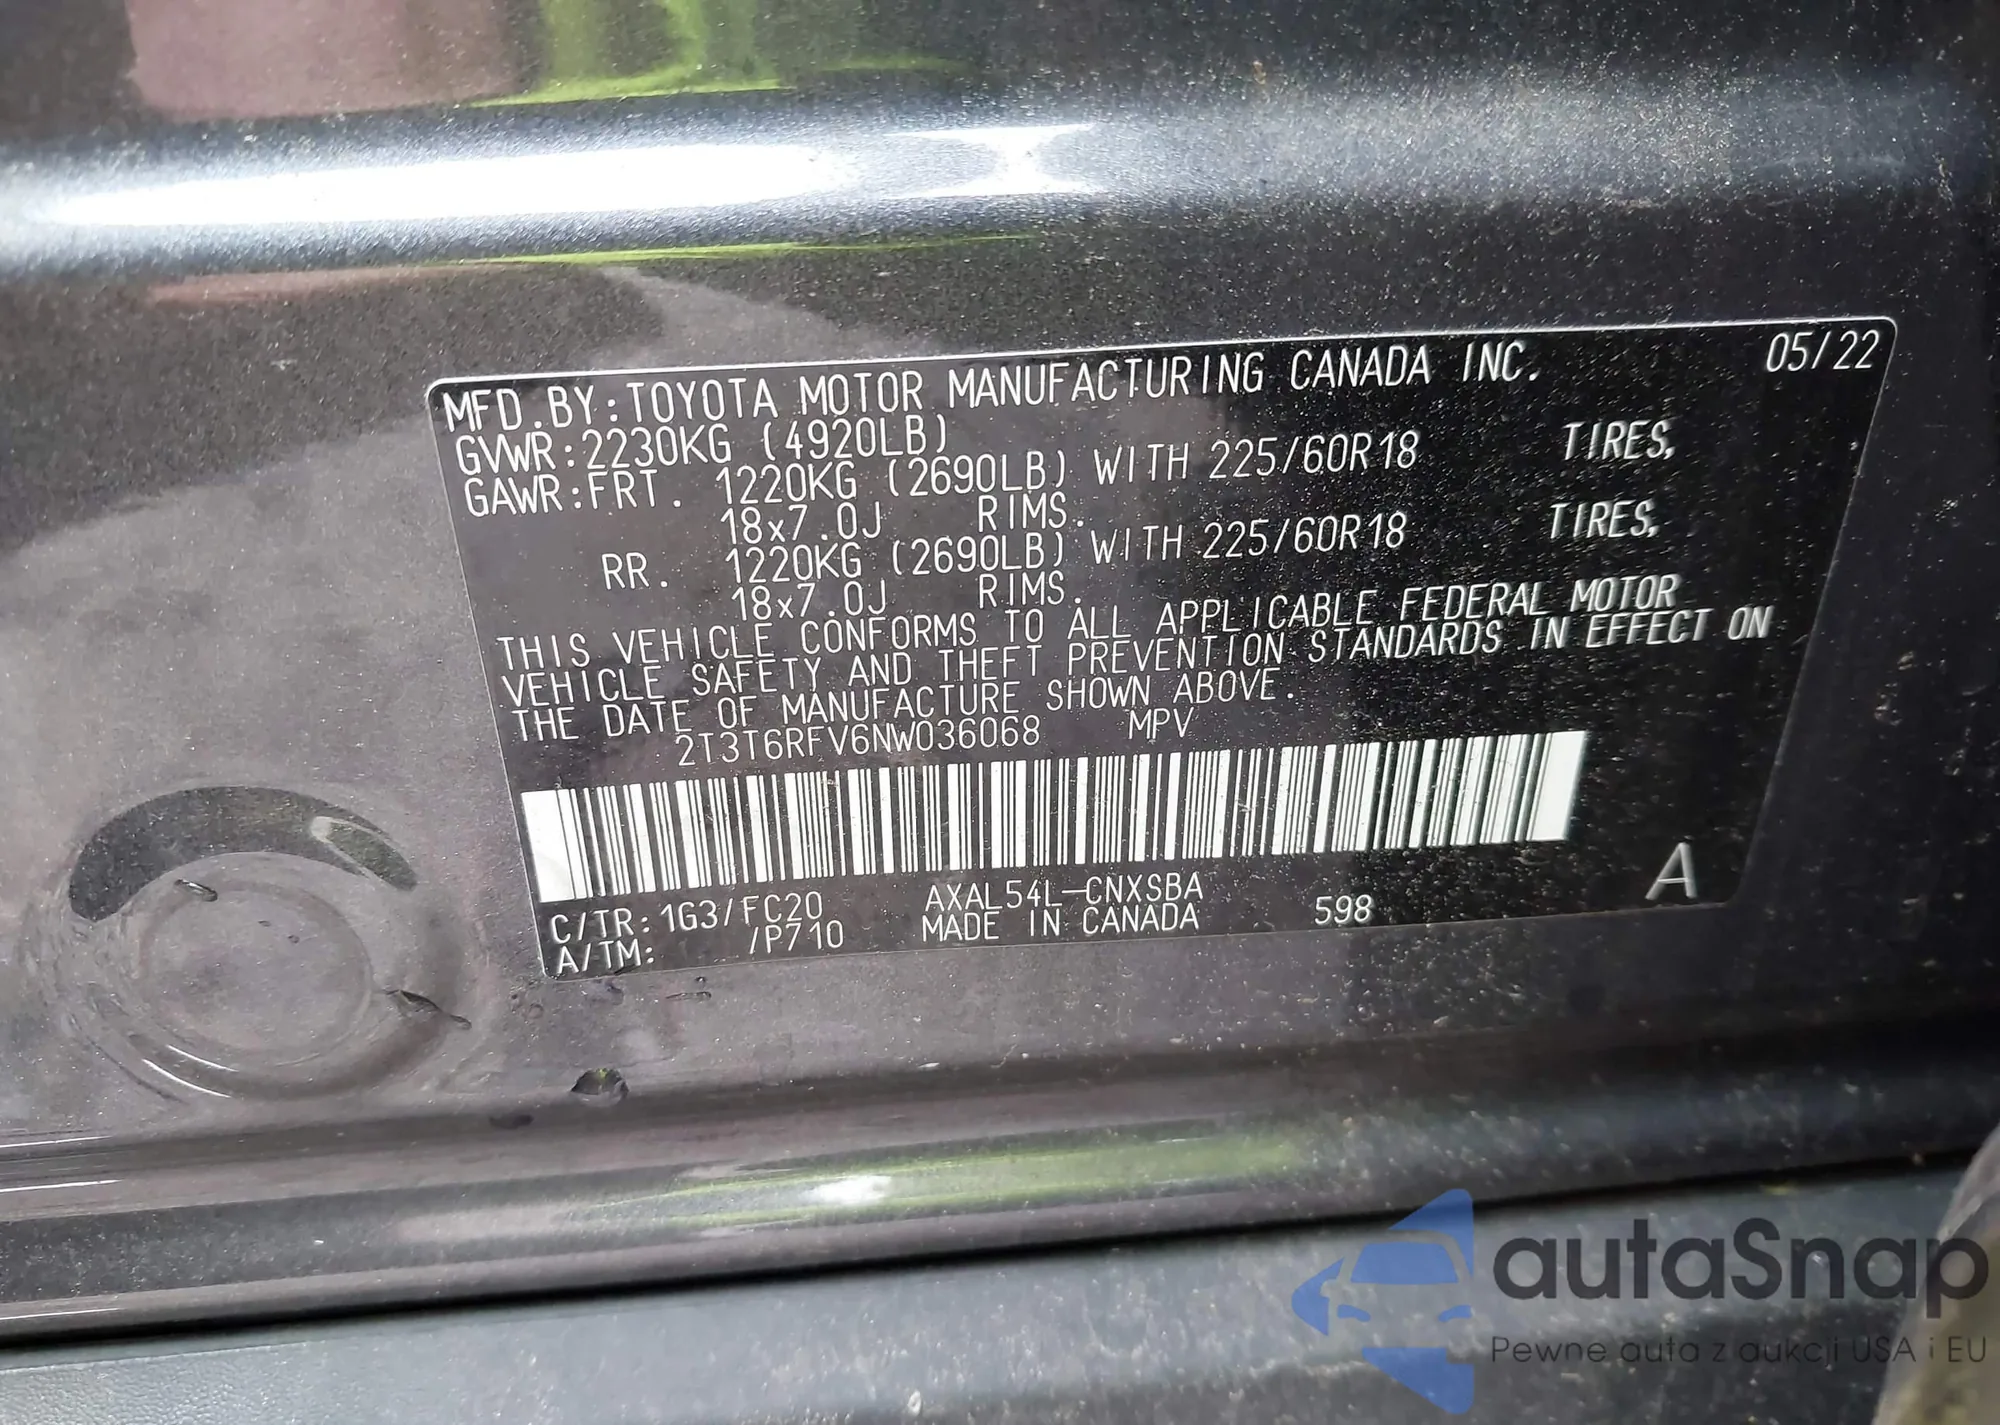 MFD.BY:TOYOTA MOTOR MANUFACTURING CANADA INC. 05/22
GVWR:2230KG (4920LB)
GAWR:FRT. 1220KG (2690LB) WITH 225/60R18 TIRES,
18x7.0J RIMS.
RR. 1220KG (2690LB) WITH 225/60R18 TIRES,
18x7.0J RIMS.
THIS VEHICLE CONFORMS TO ALL APPLICABLE FEDERAL MOTOR
VEHICLE SAFETY AND THEFT PREVENTION STANDARDS IN EFFECT ON
THE DATE OF MANUFACTURE SHOWN ABOVE.
2T3T6RFV6NW036068 MPV
C/TR:1G3/FC20 AXAL54L-CNXSBA 598 A
A/TM: /P710 MADE IN CANADA
autaSnap
Pewne auta z aukcji USA i EU